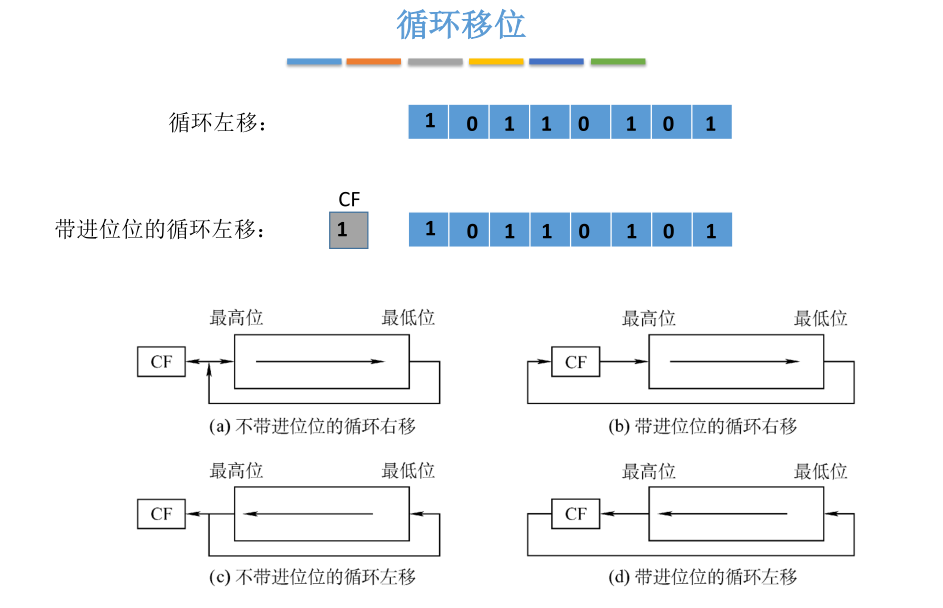 循环移位
循环左移：
1 0 1 1 0 1 0 1
CF
带进位位的循环左移：
1
1 0 1 1 0 1 0 1
最高位 最低位
CF
(a) 不带进位位的循环右移
最高位 最低位
CF
(b) 带进位位的循环右移
最高位 最低位
CF
(c) 不带进位位的循环左移
最高位 最低位
CF
(d) 带进位位的循环左移